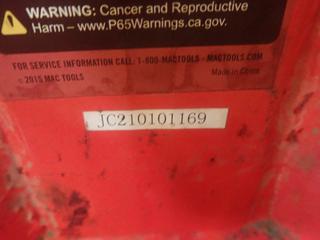 WARNING: Cancer and Reproductive
Harm – www.P65Warnings.ca.gov.
FOR SERVICE INFORMATION CALL: 1-800-MACTOOLS - MACTOOLS.COM
© 2015 MAC TOOLS
Made in China
JC210101169